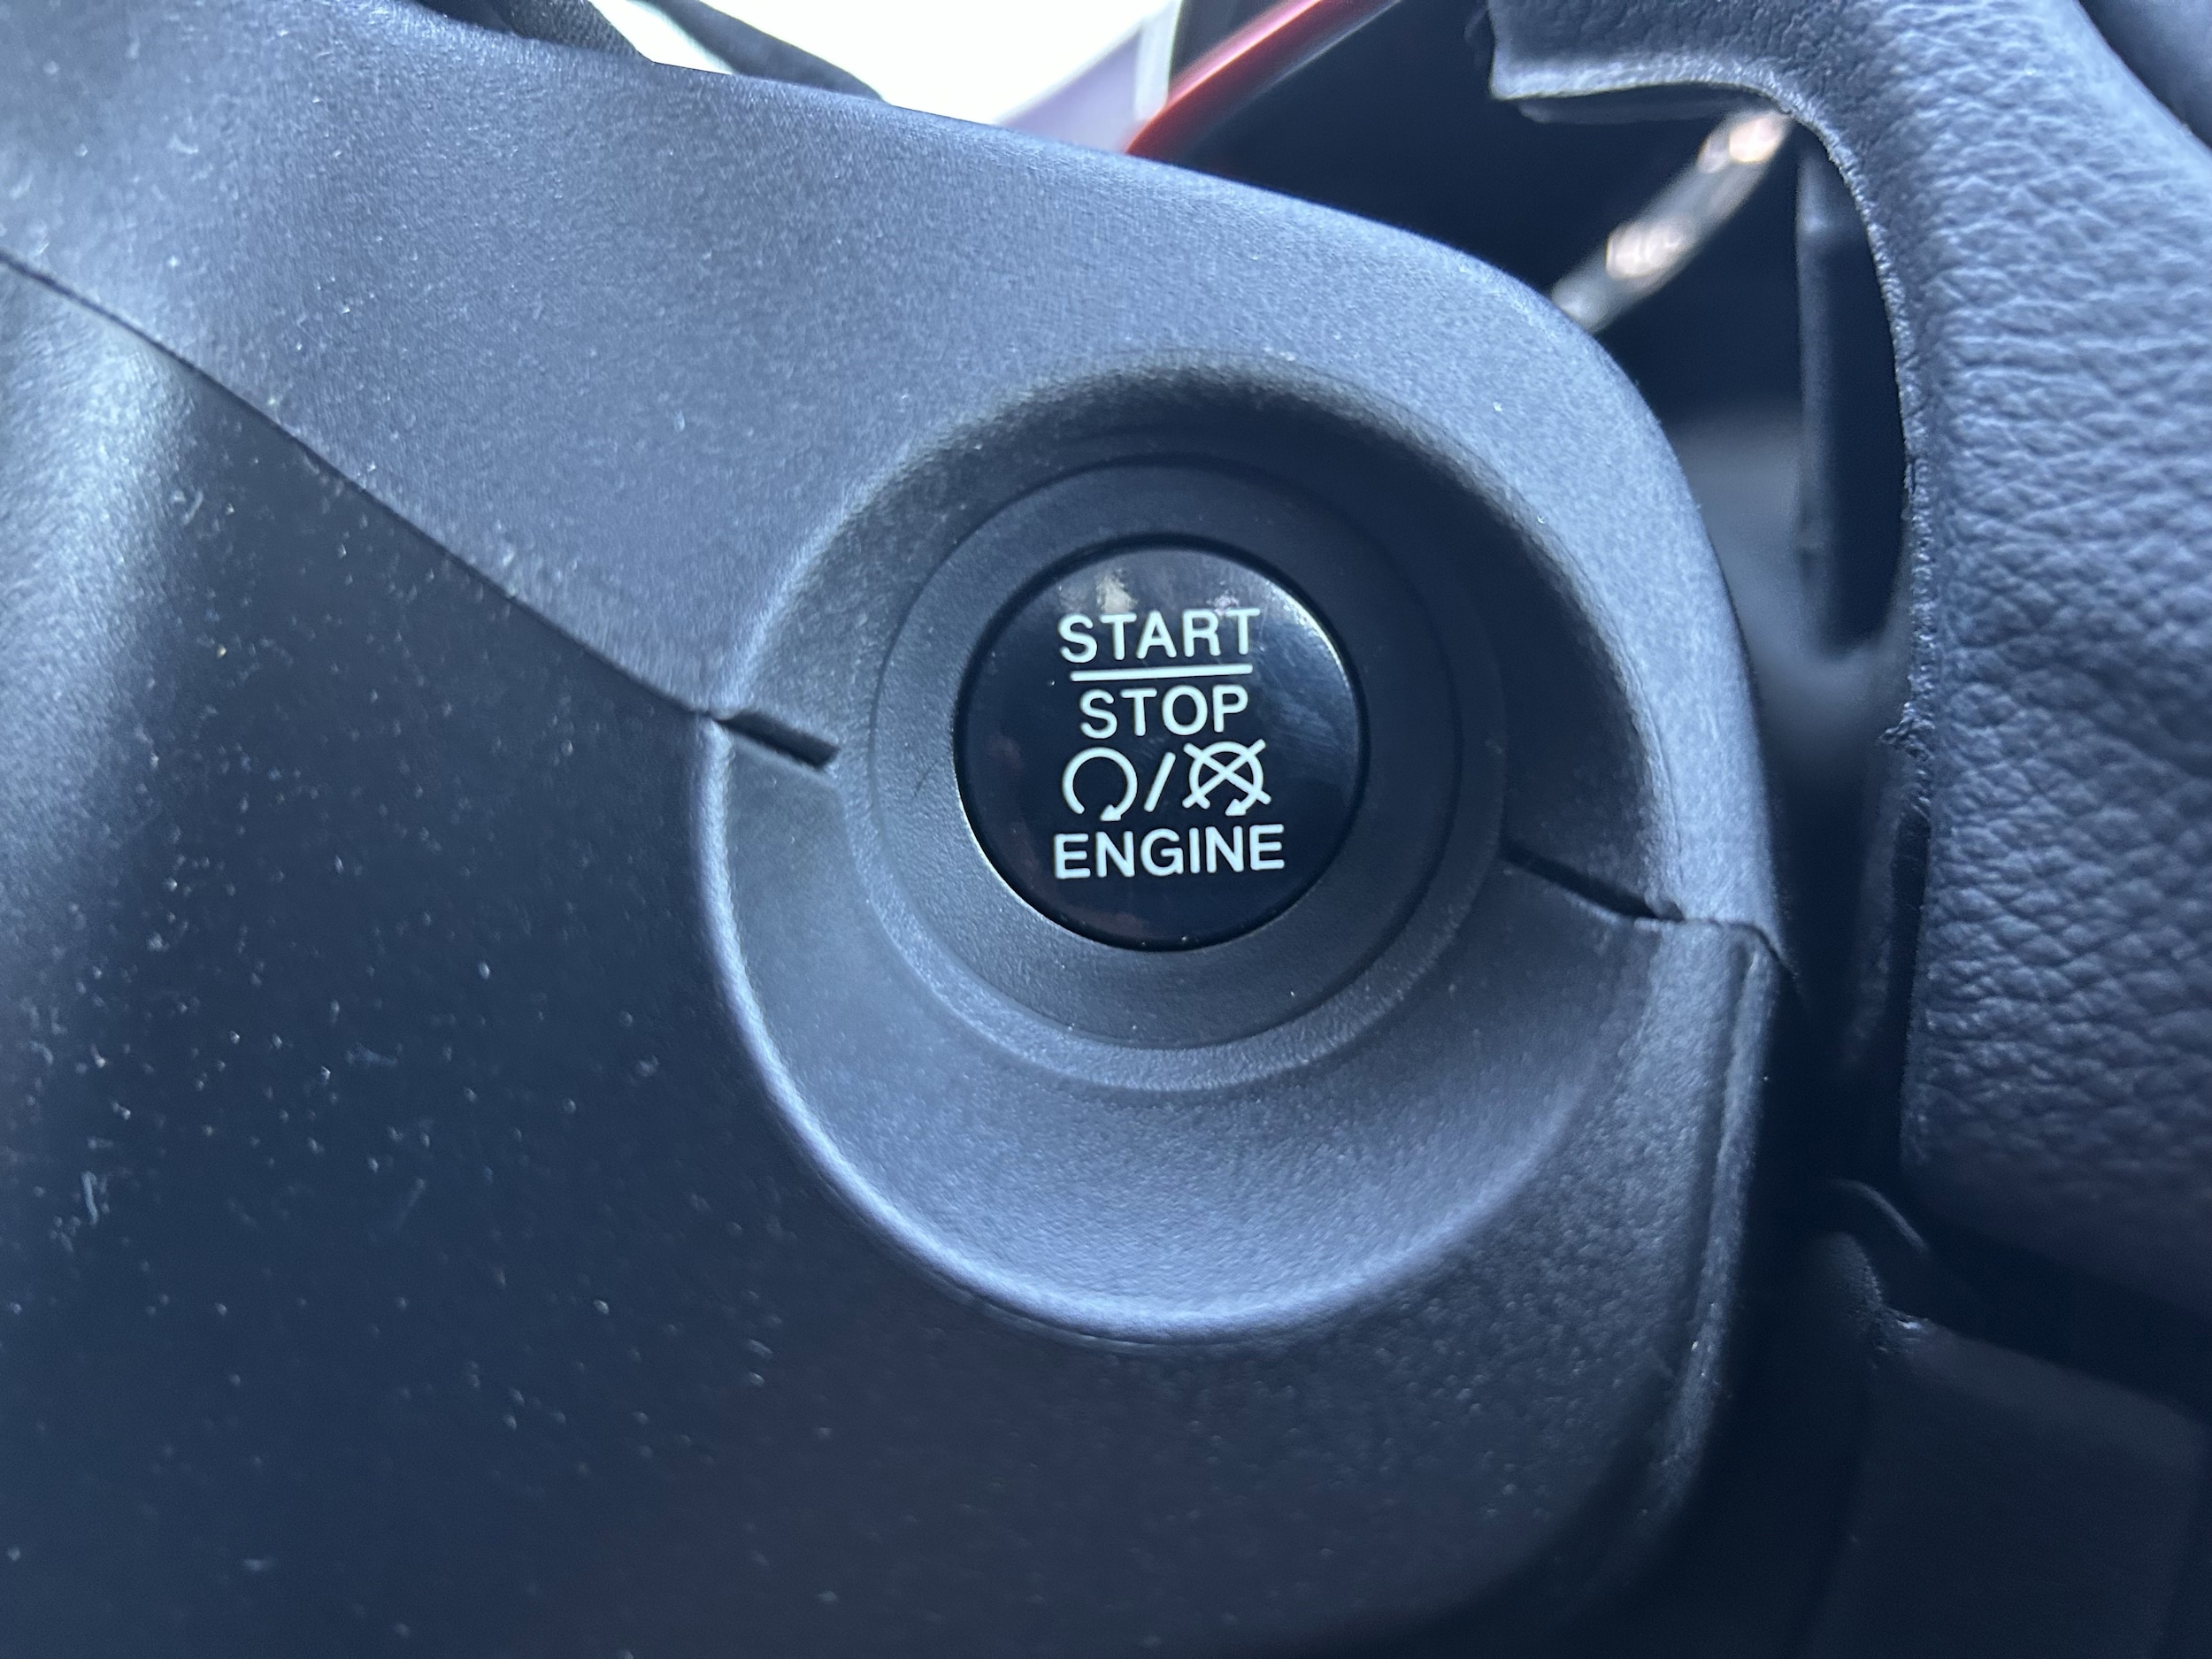 START
STOP
/
ENGINE